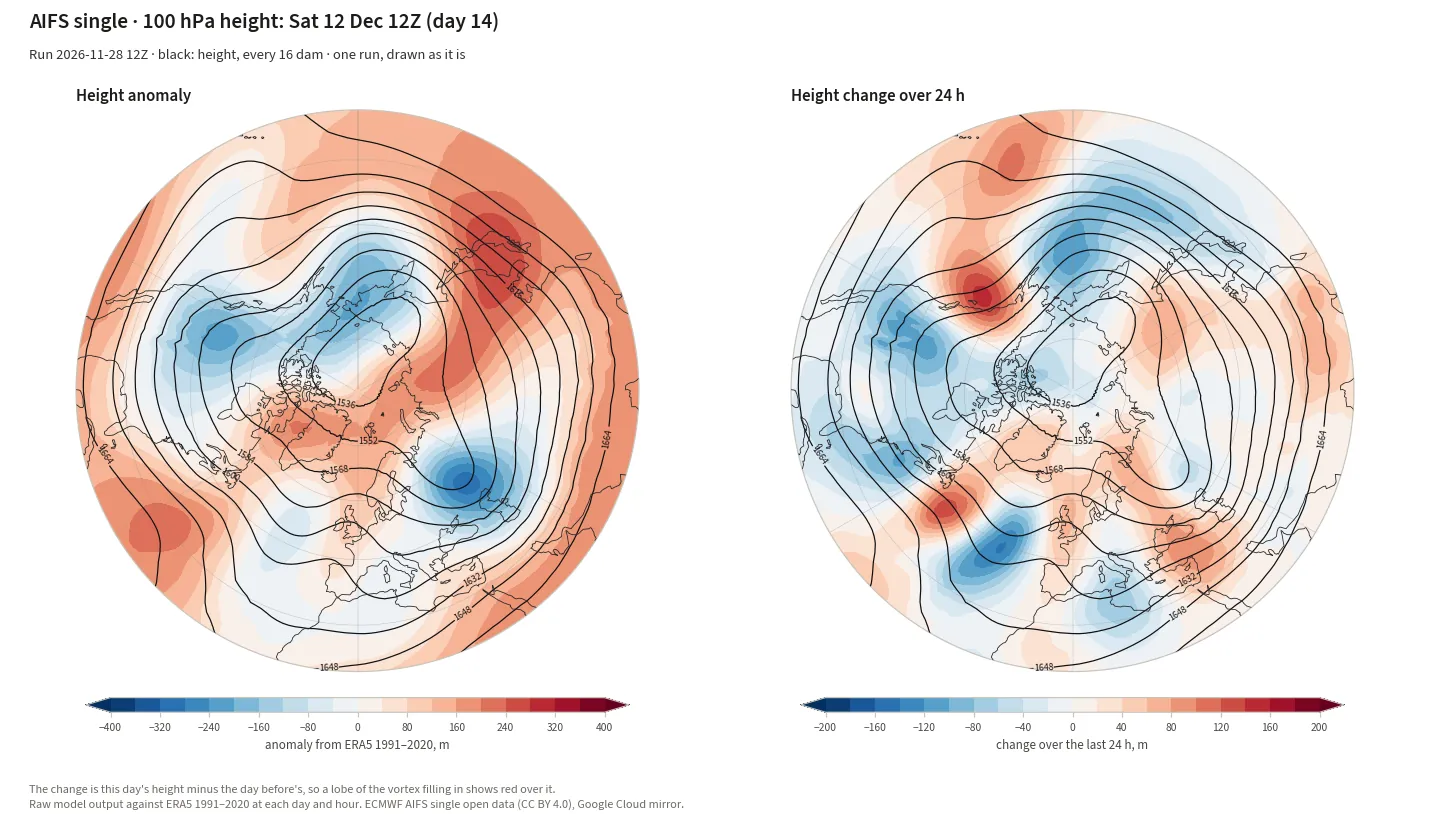 AIFS single · 100 hPa height: Sat 12 Dec 12Z (day 14)
Run 2026-11-28 12Z · black: height, every 16 dam · one run, drawn as it is
Height anomaly
Height change over 24 h
1616
1536
1552
1568
1584
1600
1664
1664
1632
1648
1648
1616
1536
1552
1568
1584
1600
1664
1664
1632
1648
1648
−400 −320 −240 −160 −80 0 80 160 240 320 400
anomaly from ERA5 1991–2020, m
−200 −160 −120 −80 −40 0 40 80 120 160 200
change over the last 24 h, m
The change is this day's height minus the day before's, so a lobe of the vortex filling in shows red over it.
Raw model output against ERA5 1991–2020 at each day and hour. ECMWF AIFS single open data (CC BY 4.0), Google Cloud mirror.